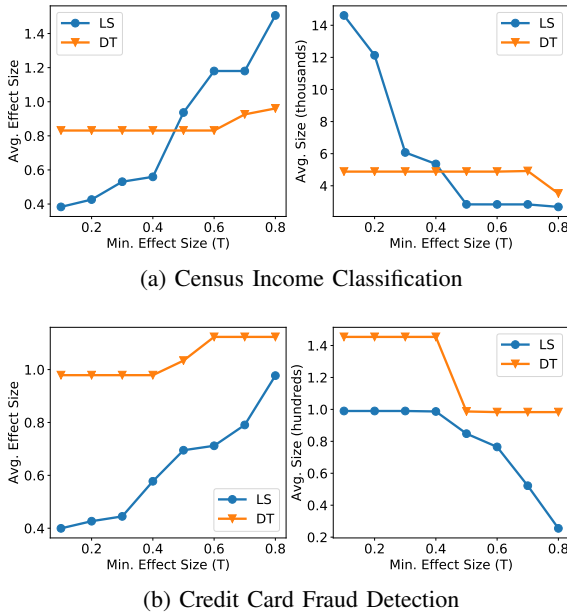 Avg. Effect Size
1.4
1.2
1.0
0.8
0.6
0.4
LS
DT
0.2 0.4 0.6 0.8
Min. Effect Size (T)
Avg. Size (thousands)
14
12
10
8
6
4
LS
DT
0.2 0.4 0.6 0.8
Min. Effect Size (T)
(a) Census Income Classification
Avg. Effect Size
1.0
0.8
0.6
0.4
LS
DT
0.2 0.4 0.6 0.8
Min. Effect Size (T)
Avg. Size (hundreds)
1.4
1.2
1.0
0.8
0.6
0.4
0.2
LS
DT
0.2 0.4 0.6 0.8
Min. Effect Size (T)
(b) Credit Card Fraud Detection